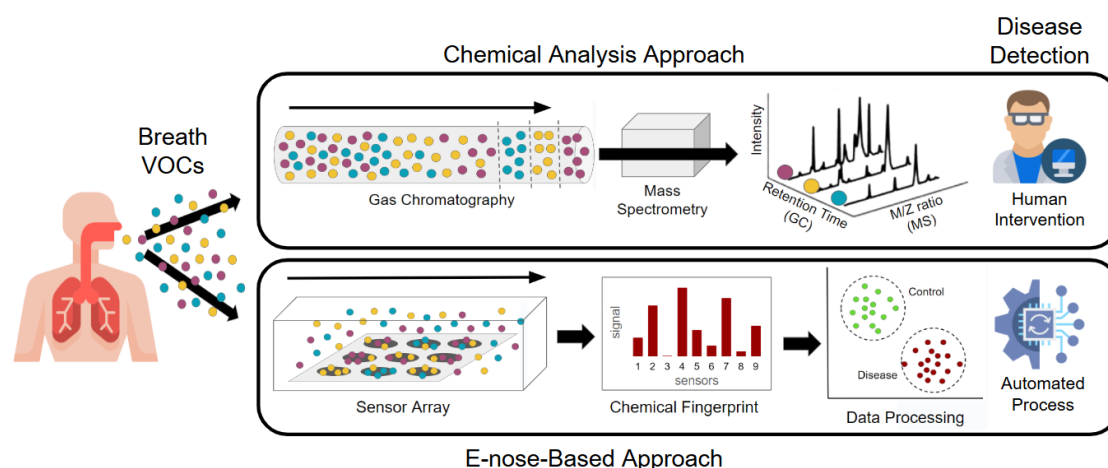 Chemical Analysis Approach
Disease
Detection
Breath
VOCs
Gas Chromatography
Mass
Spectrometry
Intensity
Retention Time
(GC)
M/Z ratio
(MS)
Human
Intervention
Sensor Array
signal
1 2 3 4 5 6 7 8 9
sensors
Chemical Fingerprint
Control
Disease
Data Processing
Automated
Process
E-nose-Based Approach